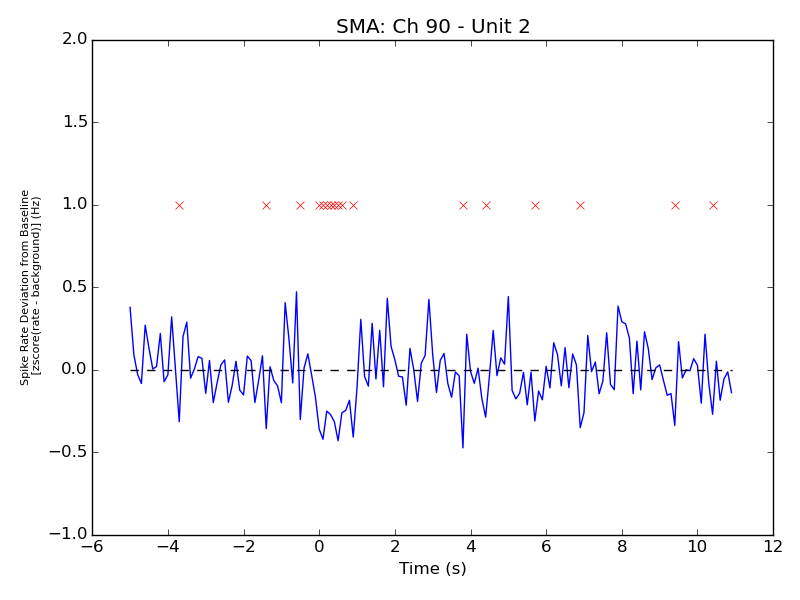 SMA: Ch 90 - Unit 2
2.0
1.5
1.0
0.5
0.0
−0.5
−1.0
Spike Rate Deviation from Baseline
[zscore(rate - background)] (Hz)
−6 −4 −2 0 2 4 6 8 10 12
Time (s)